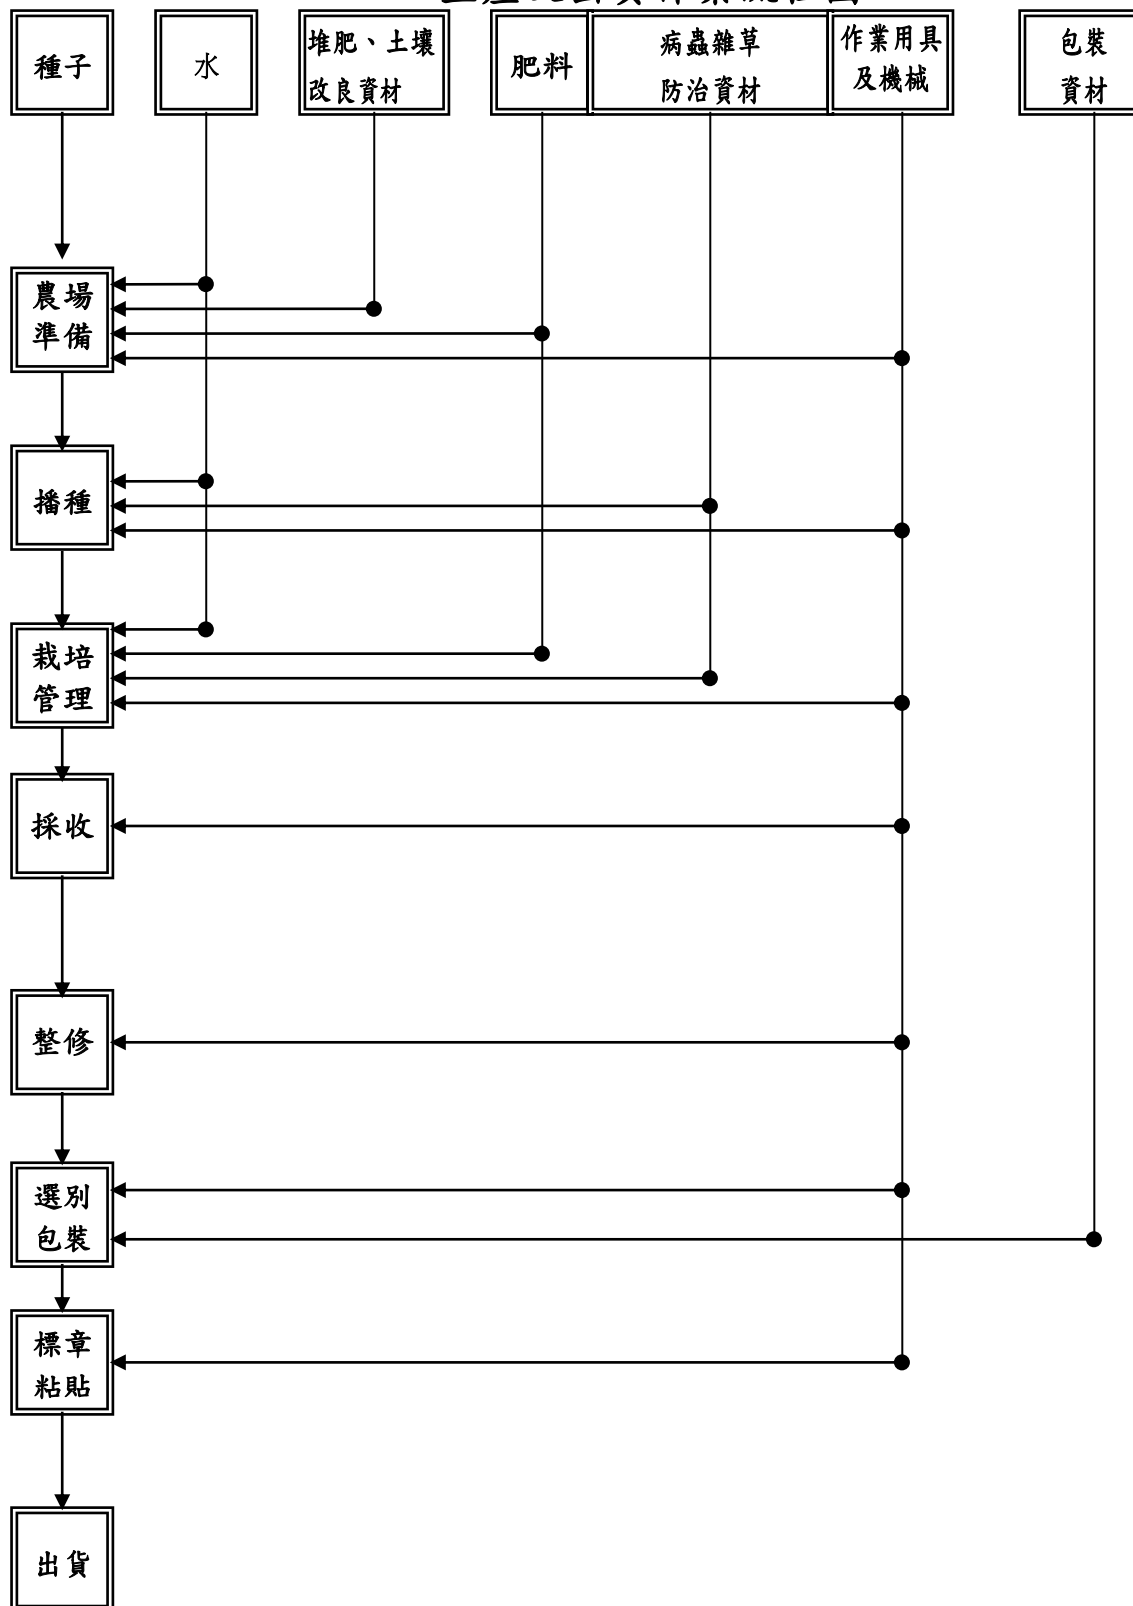 種子
水
堆肥、土壤
改良資材
肥料
病蟲雜草
防治資材
作業用具
及機械
包裝
資材
農場
準備
播種
栽培
管理
採收
整修
選別
包裝
標章
粘貼
出貨